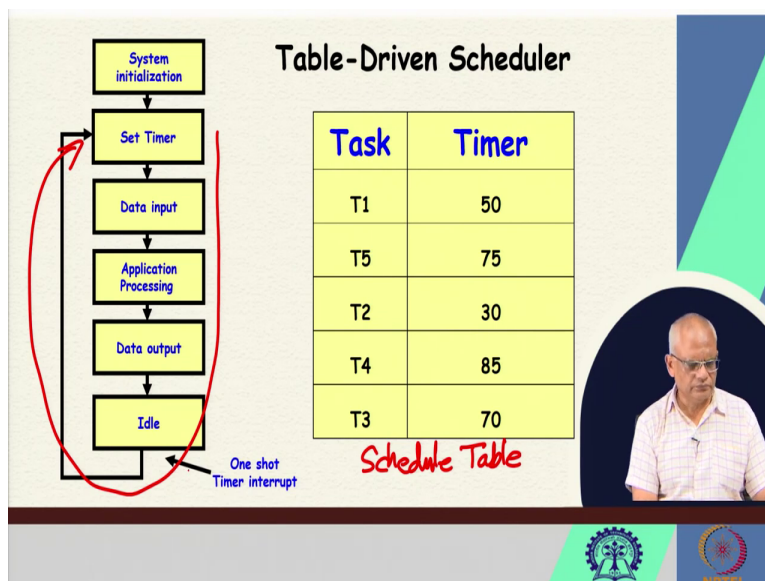 Table-Driven Scheduler
System
initialization
Set Timer
Data input
Application
Processing
Data output
Idle
One shot
Timer interrupt
Task Timer
T1 50
T5 75
T2 30
T4 85
T3 70
Schedule Table
NPTEL